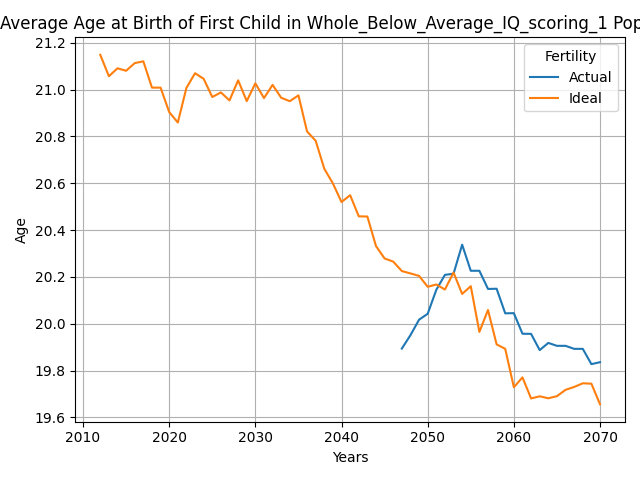 Average Age at Birth of First Child in Whole_Below_Average_IQ_scoring_1 Pop
Fertility
Actual
Ideal
21.2
21.0
20.8
20.6
20.4
20.2
20.0
19.8
19.6
Age
2010
2020
2030
2040
2050
2060
2070
Years